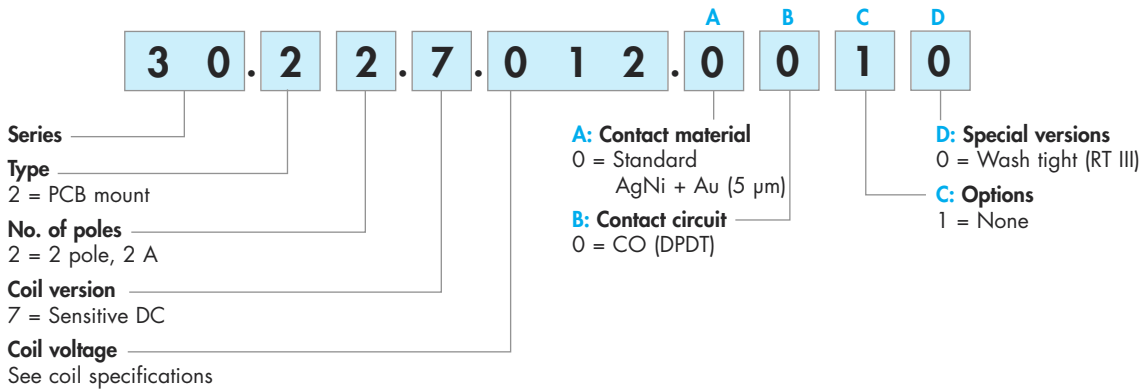 A B C D
3 0 . 2 2 . 7 . 0 1 2 . 0 0 1 0
Series
Type
2 = PCB mount
No. of poles
2 = 2 pole, 2 A
Coil version
7 = Sensitive DC
Coil voltage
See coil specifications
A: Contact material
0 = Standard
AgNi + Au (5 μm)
B: Contact circuit
0 = CO (DPDT)
D: Special versions
0 = Wash tight (RT III)
C: Options
1 = None